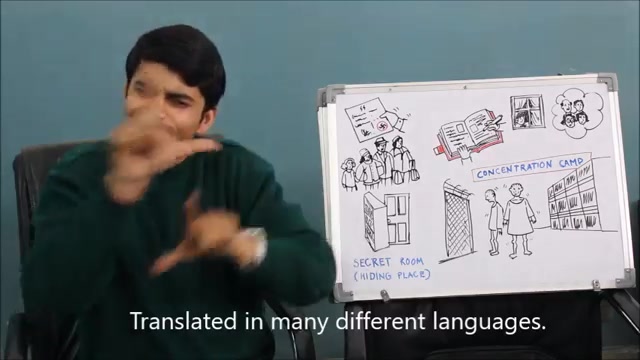 CONCENTRATION CAMP
SECRET ROOM
(HIDING PLACE)
Translated in many different languages.